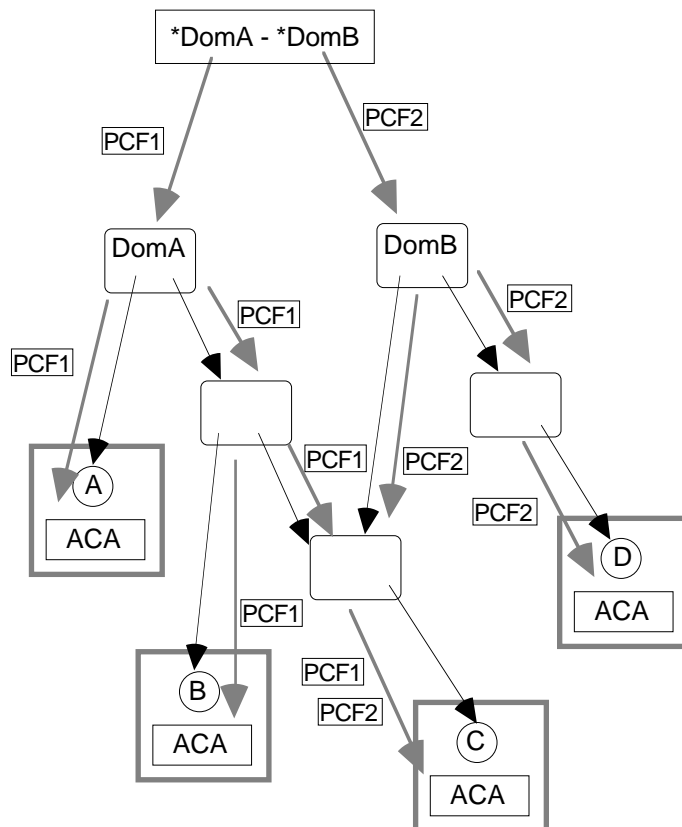 *DomA - *DomB
PCF1
PCF2
DomA
DomB
PCF1
PCF2
PCF1
PCF1
PCF2
A
ACA
PCF2
D
ACA
PCF1
B
ACA
PCF1
PCF2
C
ACA